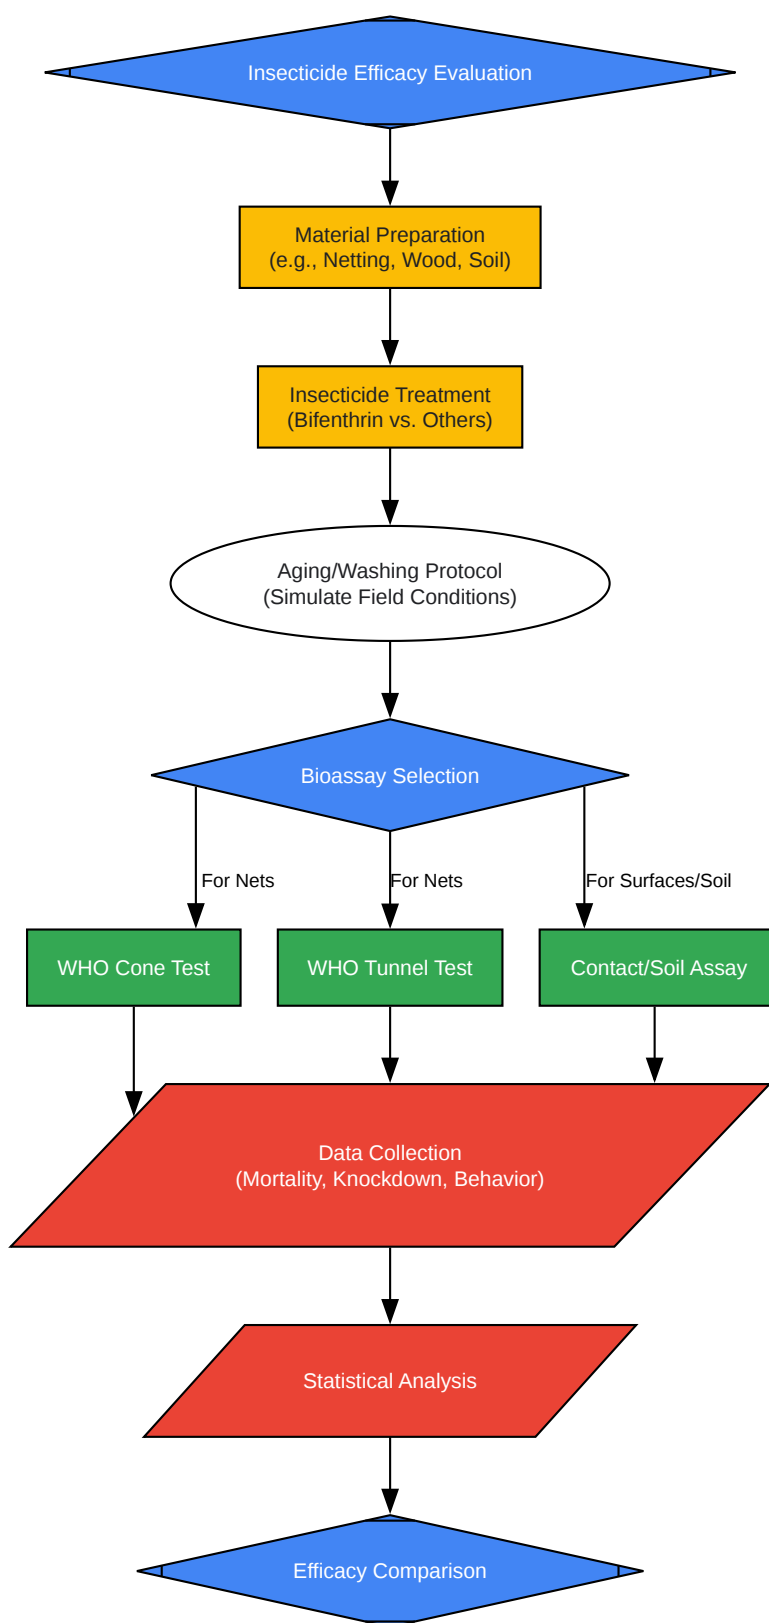 Insecticide Efficacy Evaluation
Material Preparation
(e.g., Netting, Wood, Soil)
Insecticide Treatment
(Bifenthrin vs. Others)
Aging/Washing Protocol
(Simulate Field Conditions)
Bioassay Selection
For Nets
For Nets
For Surfaces/Soil
WHO Cone Test
WHO Tunnel Test
Contact/Soil Assay
Data Collection
(Mortality, Knockdown, Behavior)
Statistical Analysis
Efficacy Comparison